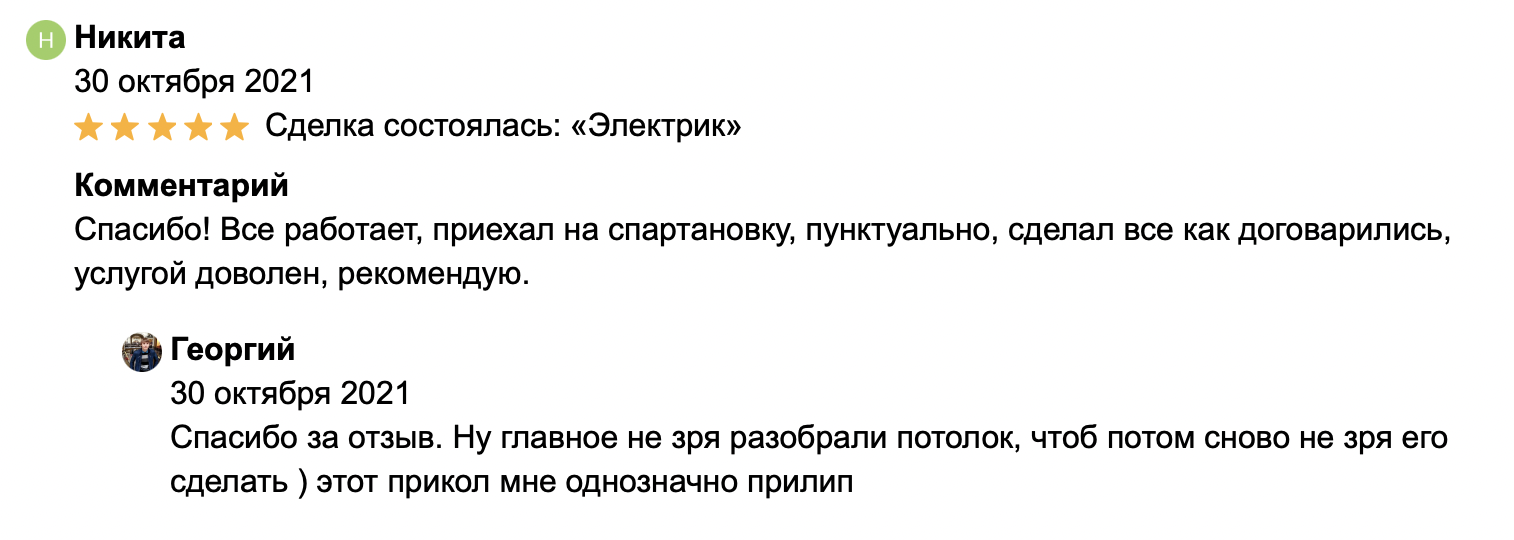 Н Никита
30 октября 2021
Сделка состоялась: «Электрик»
Комментарий
Спасибо! Все работает, приехал на спартановку, пунктуально, сделал все как договарились,
услугой доволен, рекомендую.
Георгий
30 октября 2021
Спасибо за отзыв. Ну главное не зря разобрали потолок, чтоб потом сново не зря его
сделать ) этот прикол мне однозначно прилип